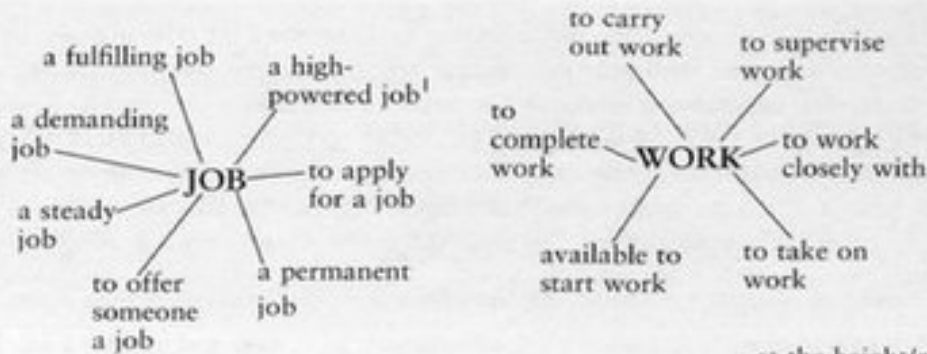 a fulfilling job
a high-
powered job¹
a demanding
job
JOB
to apply
for a job
a steady
job
to offer
someone
a job
a permanent
job
to carry
out work
to supervise
work
to
complete
work
WORK
to work
closely with
available to
start work
to take on
work